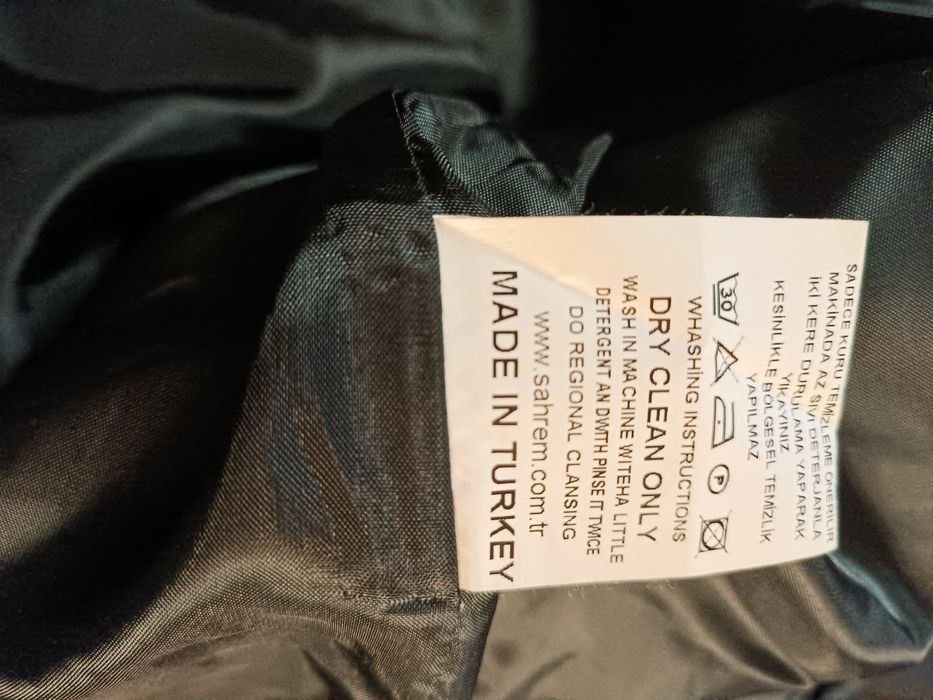 SADECE KURU TEMİZLEME ÖNERİLİR
MAKİNADA AZ SIVI DETERJANLA
İKİ KERE DURULAMA YAPARAK
YIKAYINIZ
KESİNLİKLE BÖLGESEL TEMİZLİK
YAPILMAZ
30
P
WHASHİNG INSTRUCTIONS
DRY CLEAN ONLY
WASH IN MACHINE WITEHA LITTLE
DETERGENT AN DWITH PINSE IT TWICE
DO REGIONAL CLANSING
www.sahrem.com.tr
MADE IN TURKEY